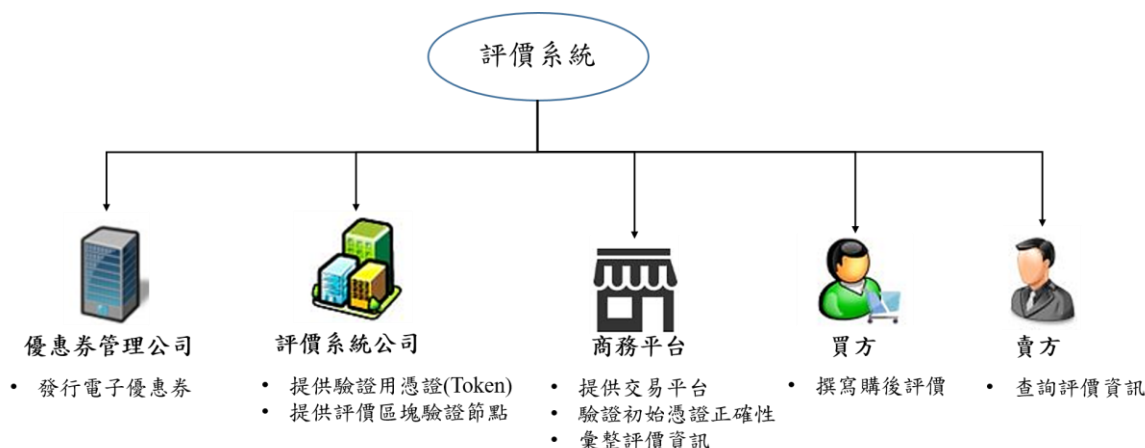 評價系統
優惠券管理公司
• 發行電子優惠券
評價系統公司
• 提供驗證用憑證(Token)
• 提供評價區塊驗證節點
商務平台
• 提供交易平台
• 驗證初始憑證正確性
• 彙整評價資訊
買方
• 撰寫購後評價
賣方
• 查詢評價資訊